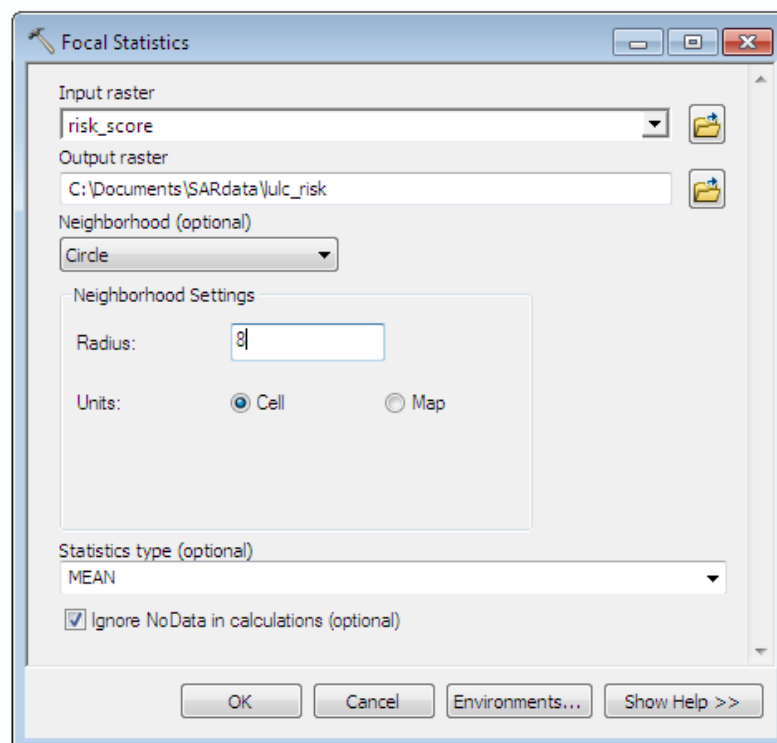 Focal Statistics
Input raster
risk_score
Output raster
C:\Documents\SARdata\lulc_risk
Neighborhood (optional)
Circle
Neighborhood Settings
Radius: 8
Units: Cell Map
Statistics type (optional)
MEAN
Ignore NoData in calculations (optional)
OK Cancel Environments... Show Help >>